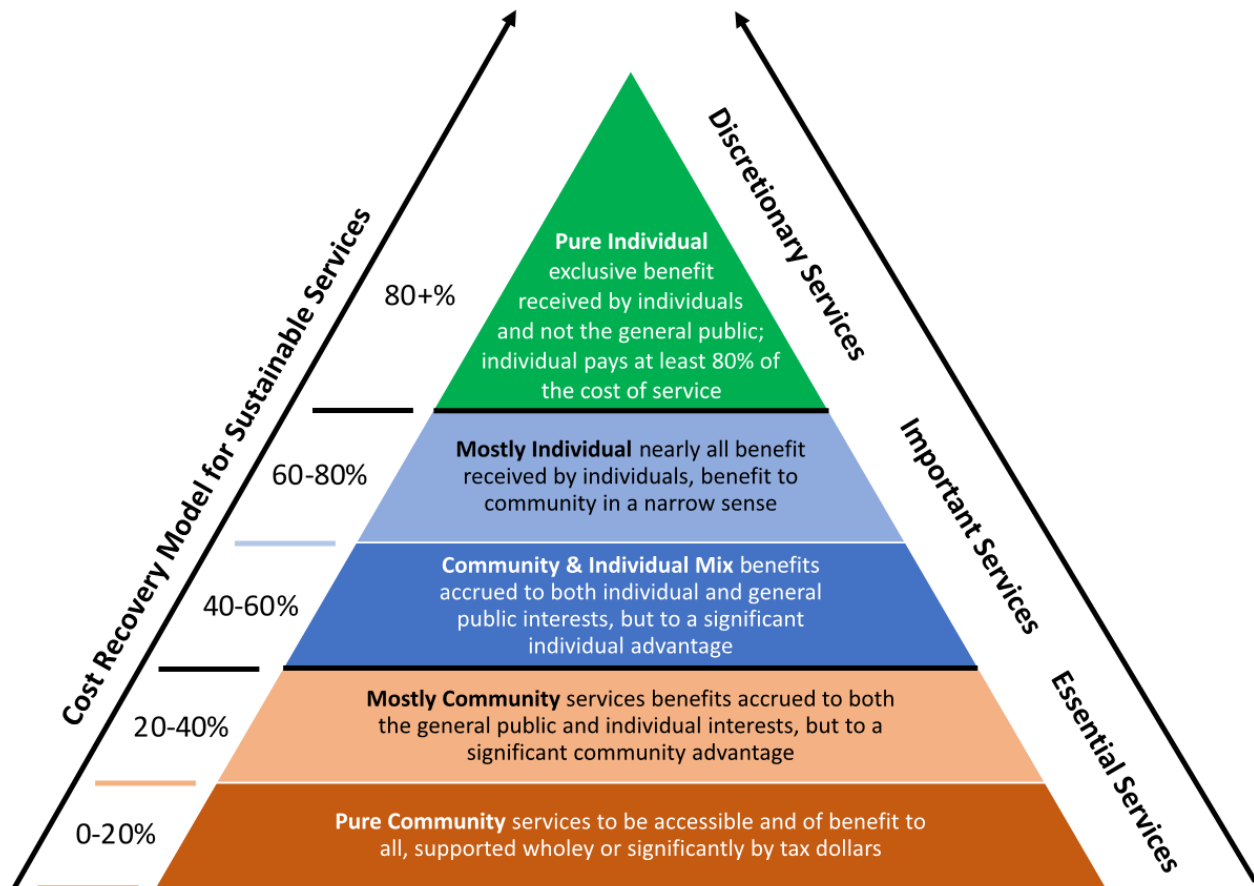 Cost Recovery Model for Sustainable Services
Discretionary Services
Important Services
Essential Services
80+%
Pure Individual
exclusive benefit
received by individuals
and not the general public;
individual pays at least 80% of
the cost of service
60-80%
Mostly Individual nearly all benefit
received by individuals, benefit to
community in a narrow sense
40-60%
Community & Individual Mix benefits
accrued to both individual and general
public interests, but to a significant
individual advantage
20-40%
Mostly Community services benefits accrued to both
the general public and individual interests, but to a
significant community advantage
0-20%
Pure Community services to be accessible and of benefit to
all, supported wholey or significantly by tax dollars